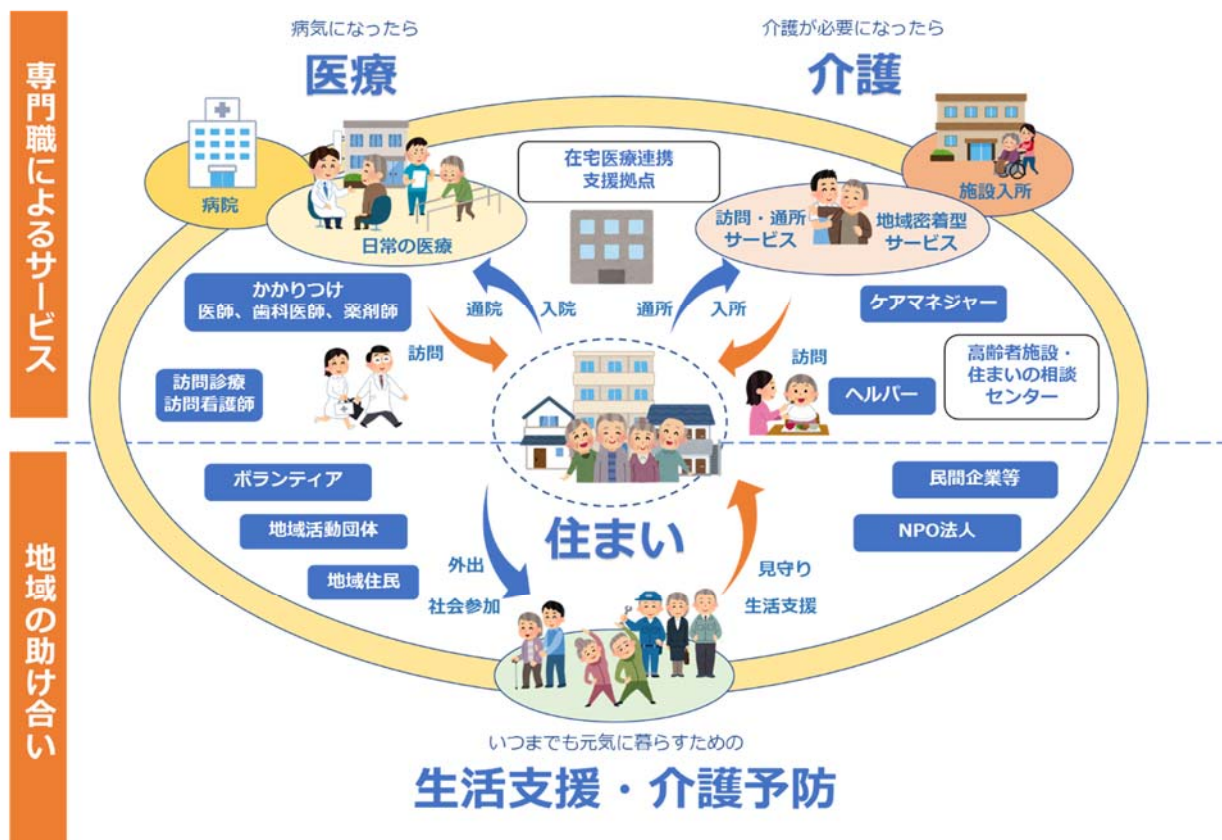 専門職によるサービス
病気になったら
医療
介護が必要になったら
介護
病院
日常の医療
在宅医療連携
支援拠点
訪問・通所
サービス
地域密着型
サービス
施設入所
かかりつけ
医師、歯科医師、薬剤師
通院
入院
通所
入所
ケアマネジャー
訪問
訪問
高齢者施設・
住まいの相談
センター
訪問診療
訪問看護師
ヘルパー
地域の助け合い
ボランティア
地域活動団体
地域住民
住まい
民間企業等
NPO法人
外出
社会参加
見守り
生活支援
いつまでも元気に暮らすための
生活支援・介護予防